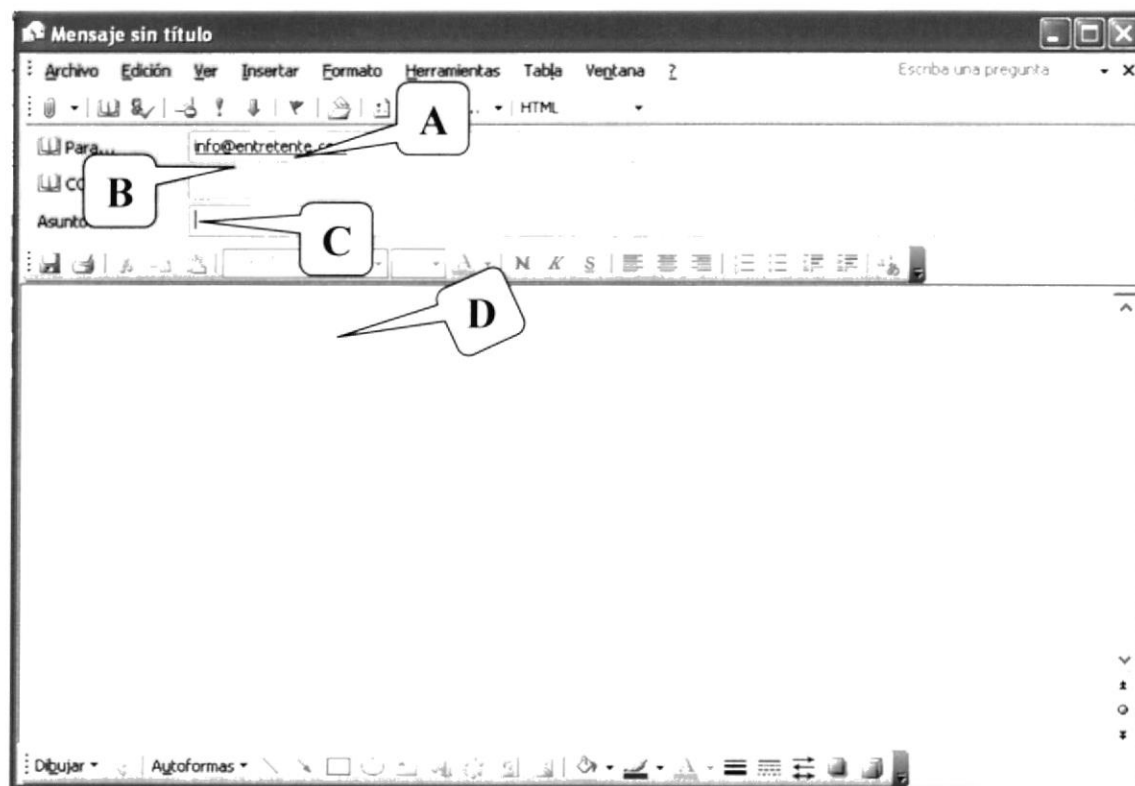 Mensaje sin título
Archivo Edición Ver Insertar Formato Herramientas Tabla Ventana ? Escriba una pregunta
HTML
A
Para... info@entretente.co
B
CC
Asunto
C
N K S
D
Dibujar Autoformas